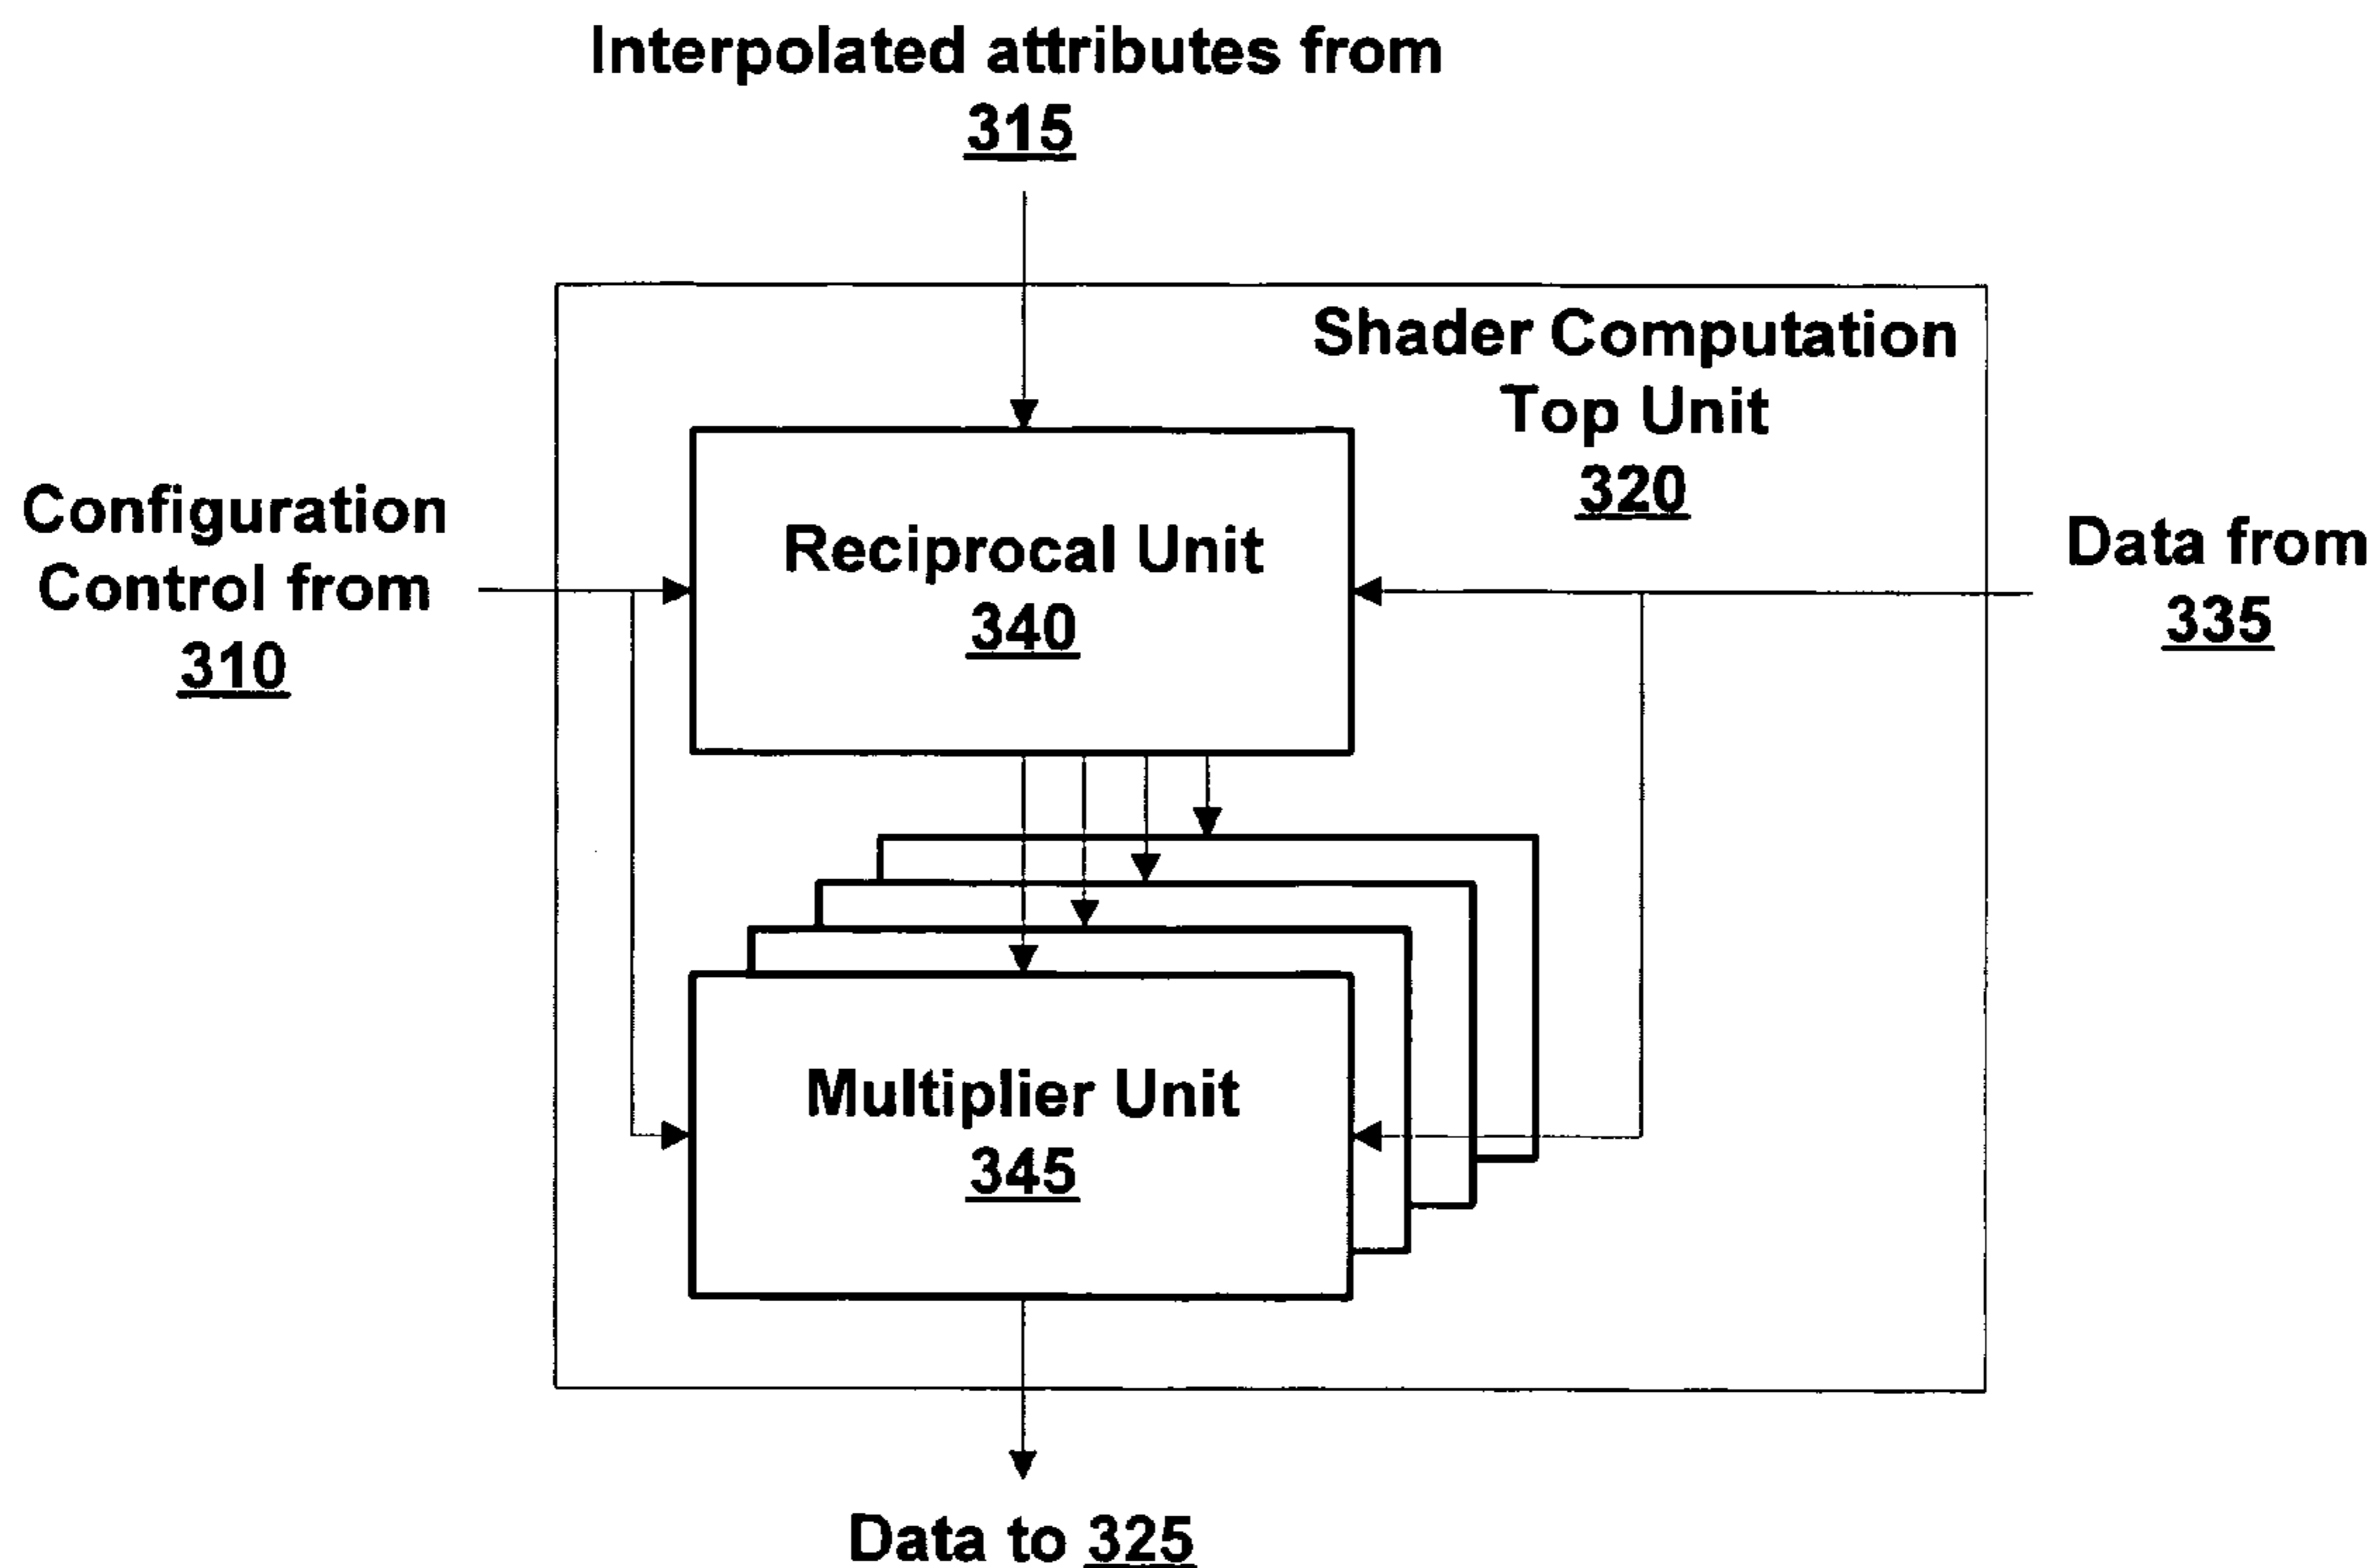 Interpolated attributes from
315
Shader Computation
Top Unit
320
Configuration
Control from
310
Reciprocal Unit
340
Data from
335
Multiplier Unit
345
Data to 325